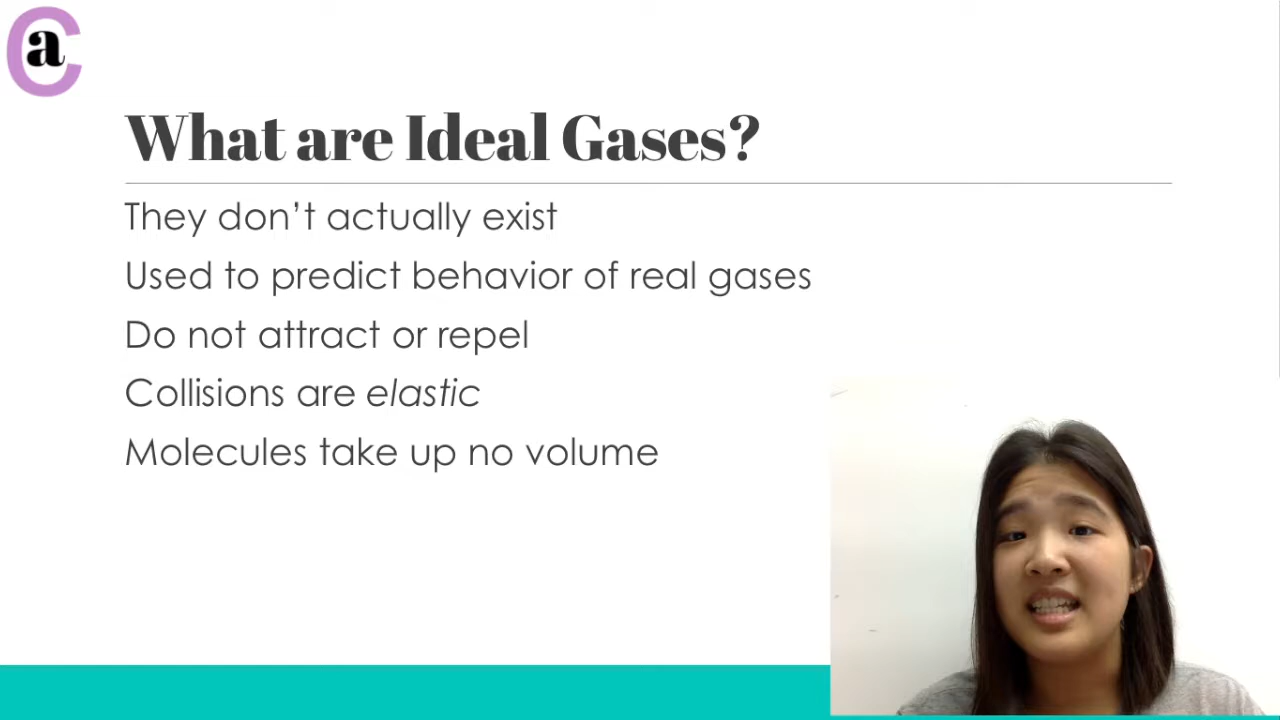 a
C
What are Ideal Gases?
They don’t actually exist
Used to predict behavior of real gases
Do not attract or repel
Collisions are elastic
Molecules take up no volume